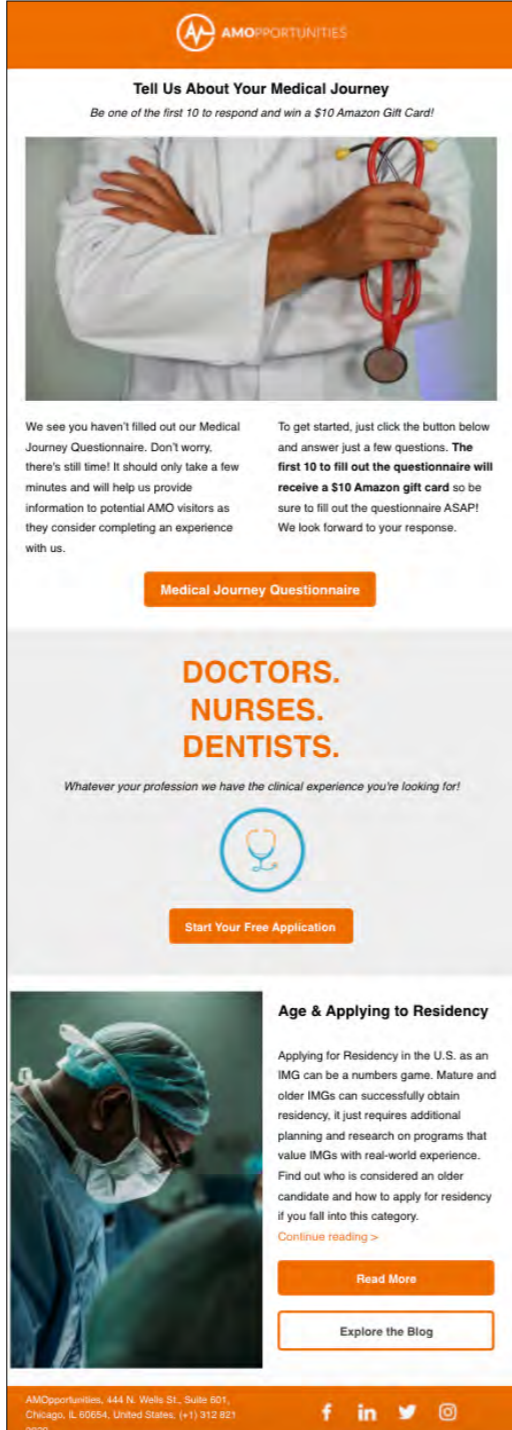 AMOPPORTUNITIES
Tell Us About Your Medical Journey
Be one of the first 10 to respond and win a $10 Amazon Gift Card!
We see you haven't filled out our Medical
Journey Questionnaire. Don't worry,
there's still time! It should only take a few
minutes and will help us provide
information to potential AMO visitors as
they consider completing an experience
with us.
To get started, just click the button below
and answer just a few questions. The
first 10 to fill out the questionnaire will
receive a $10 Amazon gift card so be
sure to fill out the questionnaire ASAP!
We look forward to your response.
Medical Journey Questionnaire
DOCTORS.
NURSES.
DENTISTS.
Whatever your profession we have the clinical experience you're looking for!
Start Your Free Application
Age & Applying to Residency
Applying for Residency in the U.S. as an
IMG can be a numbers game. Mature and
older IMGs can successfully obtain
residency, it just requires additional
planning and research on programs that
value IMGs with real-world experience.
Find out who is considered an older
candidate and how to apply for residency
if you fall into this category.
Continue reading >
Read More
Explore the Blog
AMOpportunities, 444 N. Wells St., Suite 601,
Chicago, IL 60654, United States, (+1) 312 821